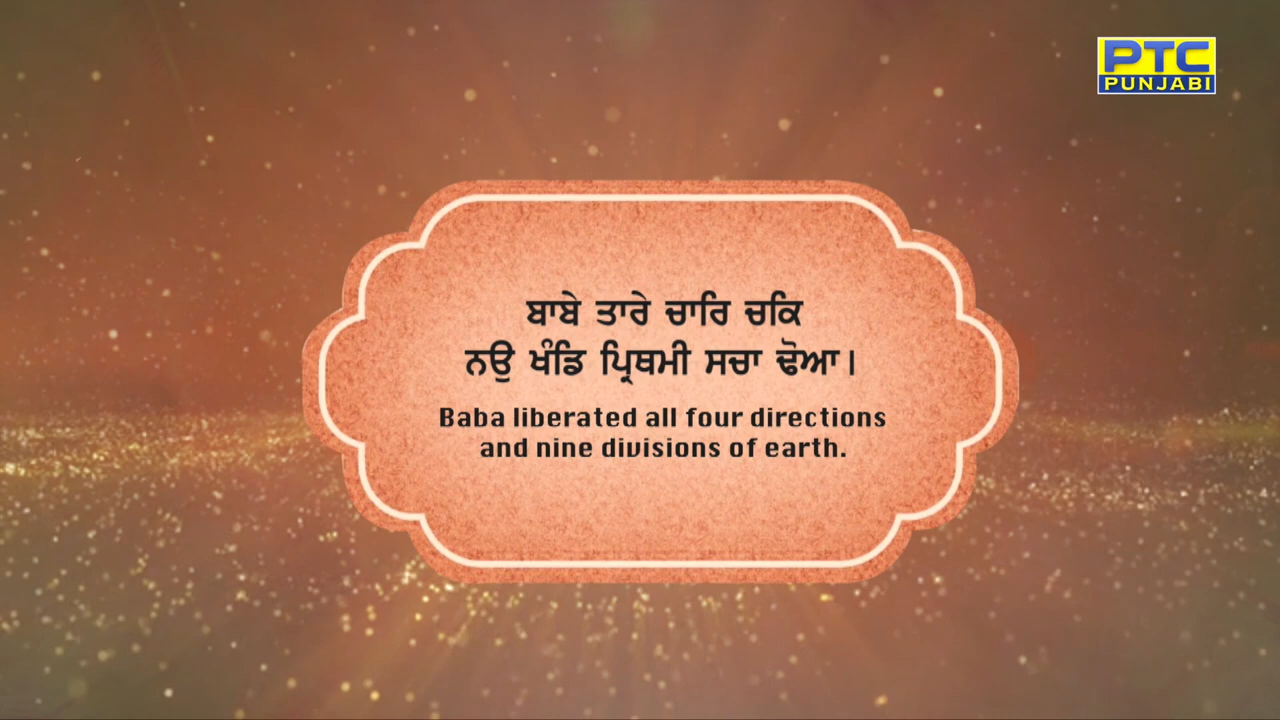 PTC
PUNJABI
ਬਾਬੇ ਤਾਰੇ ਚਾਰਿ ਚਕਿ
ਨਉ ਖੰਡਿ ਪ੍ਰਿਥਮੀ ਸਚਾ ਢੋਆ।
Baba liberated all four directions
and nine divisions of earth.